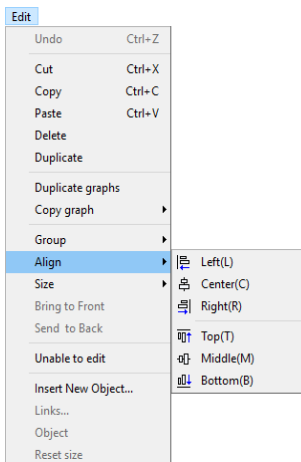 Edit
Undo Ctrl+Z
Cut Ctrl+X
Copy Ctrl+C
Paste Ctrl+V
Delete
Duplicate
Duplicate graphs
Copy graph
Group
Align
Size
Bring to Front
Send to Back
Unable to edit
Insert New Object...
Links...
Object
Reset size
Left(L)
Center(C)
Right(R)
Top(T)
Middle(M)
Bottom(B)